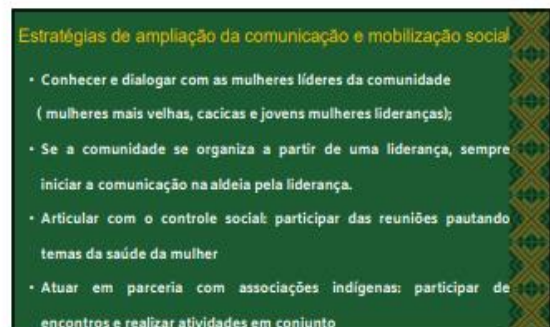 Estratégias de ampliação da comunicação e mobilização social
• Conhecer e dialogar com as mulheres líderes da comunidade
( mulheres mais velhas, cacicas e jovens mulheres lideranças);
• Se a comunidade se organiza a partir de uma liderança, sempre
iniciar a comunicação na aldeia pela liderança.
• Articular com o controle social: participar das reuniões pautando
temas da saúde da mulher
• Atuar em parceria com associações indígenas: participar de
encontros e realizar atividades em conjunto